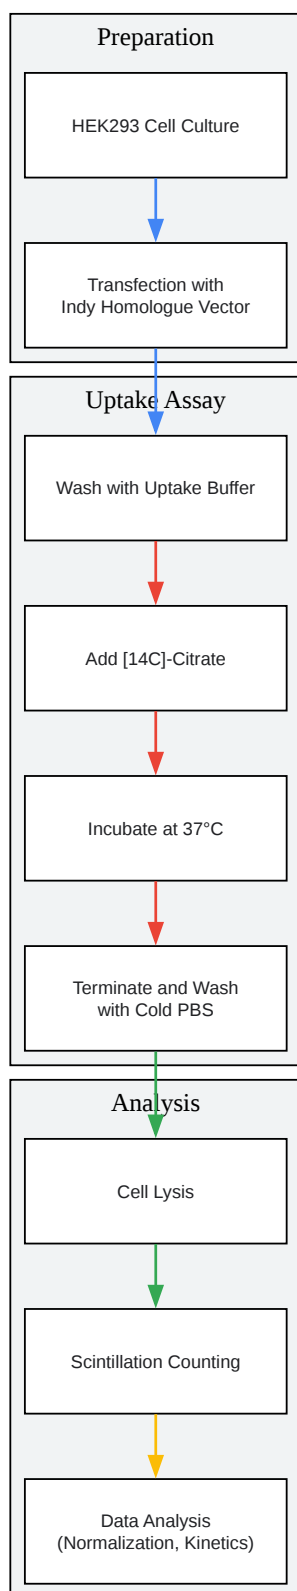 Preparation
HEK293 Cell Culture
Transfection with
Indy Homologue Vector
Uptake Assay
Wash with Uptake Buffer
Add [14C]-Citrate
Incubate at 37°C
Terminate and Wash
with Cold PBS
Analysis
Cell Lysis
Scintillation Counting
Data Analysis
(Normalization, Kinetics)